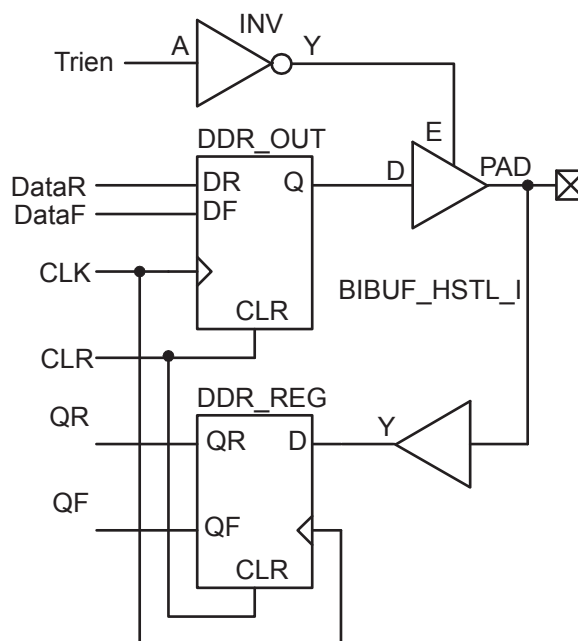 INV
Trien
A
Y
DDR_OUT
E
D
PAD
DataR
DR
Q
DataF
DF
CLK
BIBUF_HSTL_I
CLR
CLR
DDR_REG
QR
QR
D
Y
QF
QF
CLR